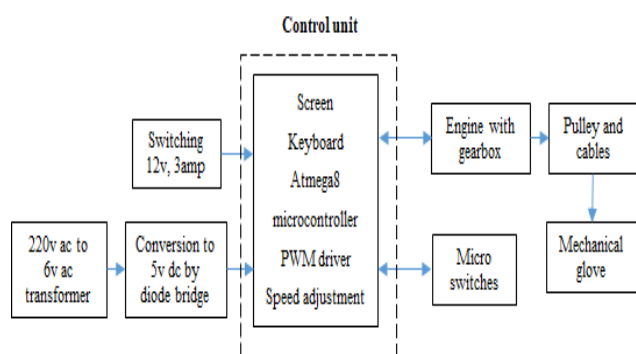 Control unit
Screen
Keyboard
Atmega8
microcontroller
PWM driver
Speed adjustment
Switching
12v, 3amp
220v ac to
6v ac
transformer
Conversion to
5v dc by
diode bridge
Engine with
gearbox
Pulley and
cables
Micro
switches
Mechanical
glove